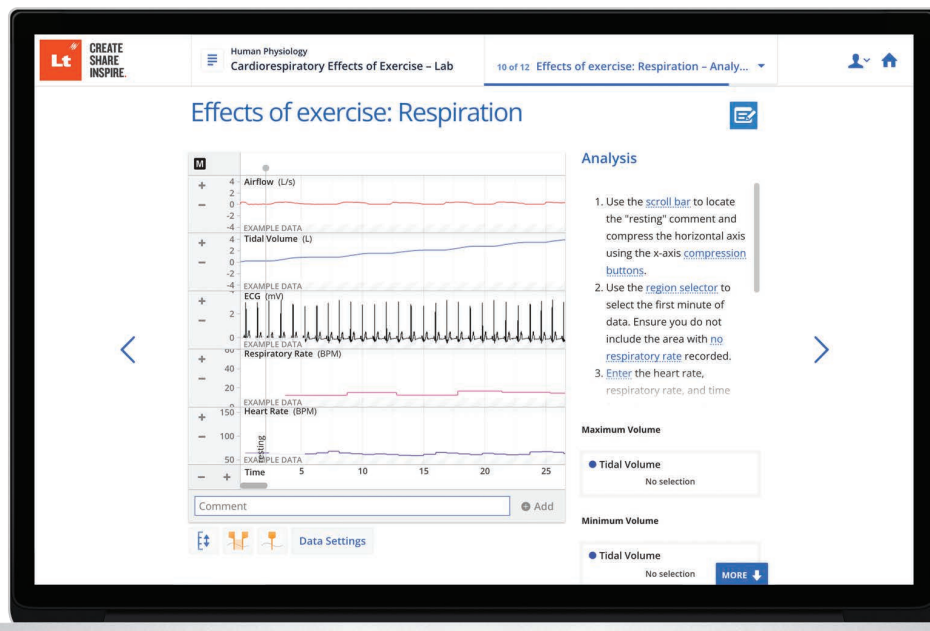 Lt
CREATE
SHARE
INSPIRE.
Human Physiology
Cardiorespiratory Effects of Exercise – Lab
10 of 12 Effects of exercise: Respiration – Analy...
Effects of exercise: Respiration
M
Airflow (L/s)
4
2
0
-2
-4
EXAMPLE DATA
Tidal Volume (L)
4
2
0
-2
-4
EXAMPLE DATA
ECG (mV)
2
0
EXAMPLE DATA
Respiratory Rate (BPM)
40
20
EXAMPLE DATA
Heart Rate (BPM)
150
100
50
resting
EXAMPLE DATA
Time 5 10 15 20 25
Comment
Add
Data Settings
Analysis
1. Use the scroll bar to locate
the "resting" comment and
compress the horizontal axis
using the x-axis compression
buttons.
2. Use the region selector to
select the first minute of
data. Ensure you do not
include the area with no
respiratory rate recorded.
3. Enter the heart rate,
respiratory rate, and time
Maximum Volume
Tidal Volume
No selection
Minimum Volume
Tidal Volume
No selection
MORE